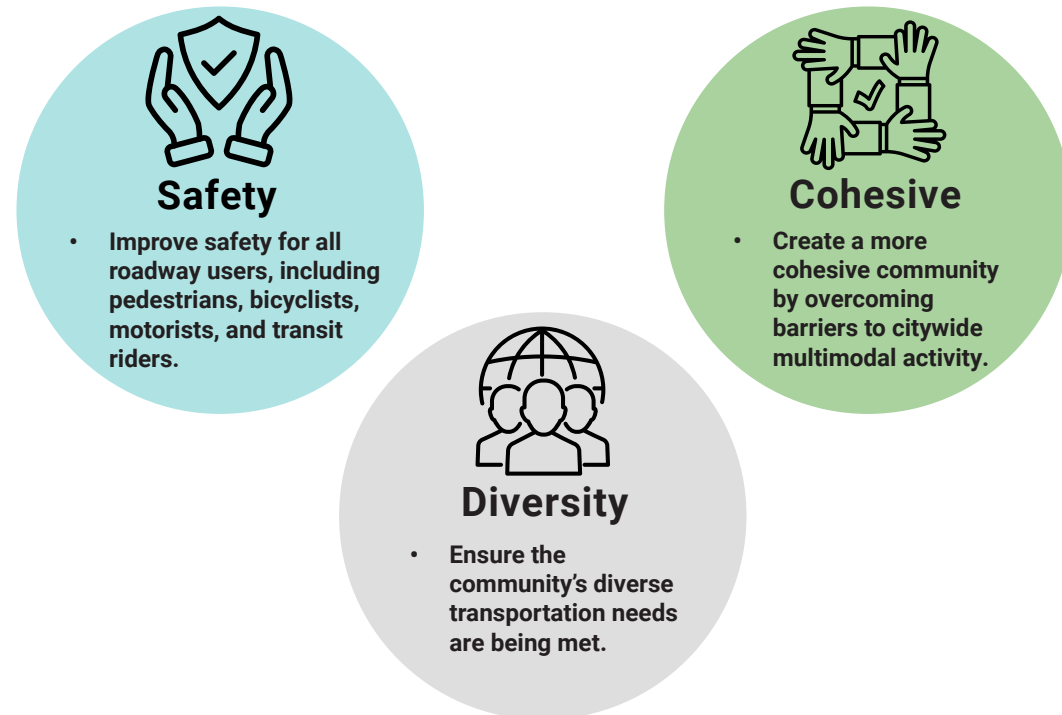 Safety
• Improve safety for all
roadway users, including
pedestrians, bicyclists,
motorists, and transit
riders.
Cohesive
• Create a more
cohesive community
by overcoming
barriers to citywide
multimodal activity.
Diversity
• Ensure the
community’s diverse
transportation needs
are being met.